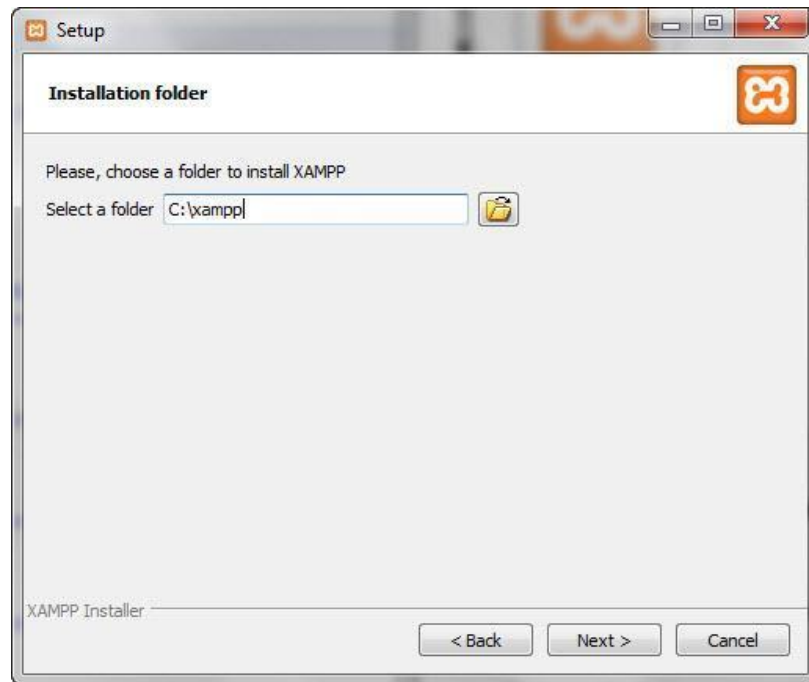 Setup
Installation folder
Please, choose a folder to install XAMPP
Select a folder C:\xampp
XAMPP Installer
< Back Next > Cancel